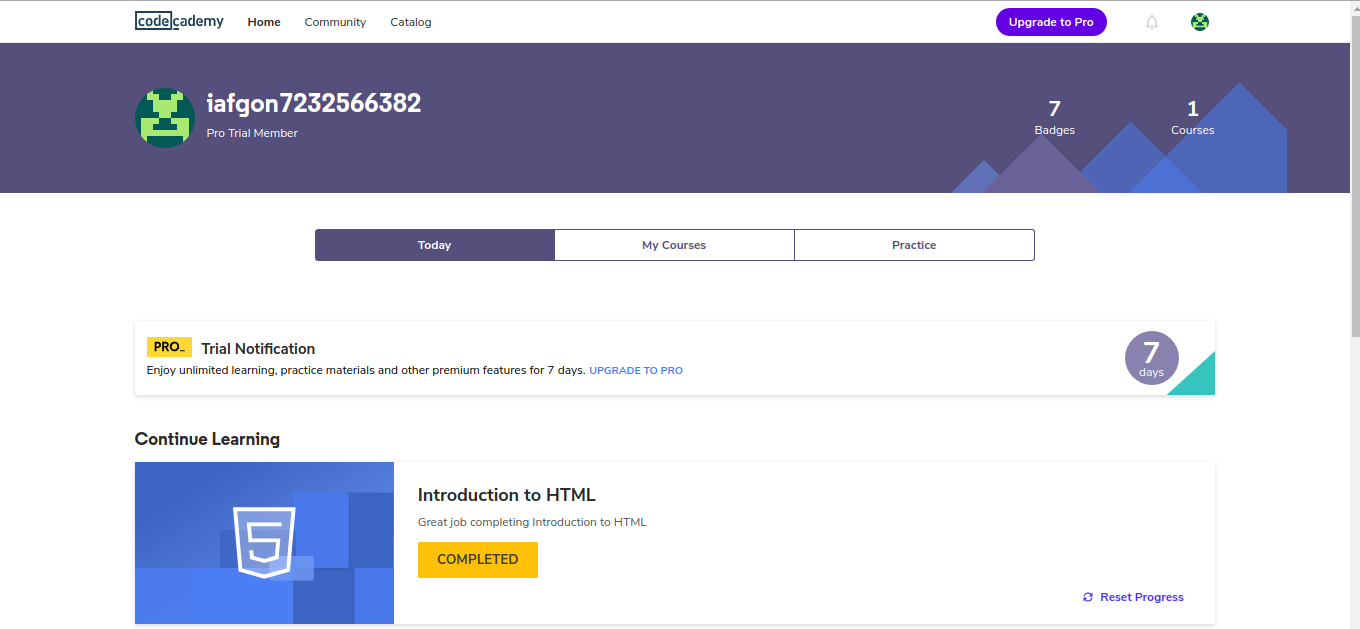 codecademy Home Community Catalog Upgrade to Pro
iafgon7232566382
Pro Trial Member
7
Badges
1
Courses
Today My Courses Practice
PRO_ Trial Notification
Enjoy unlimited learning, practice materials and other premium features for 7 days. UPGRADE TO PRO
7
days
Continue Learning
Introduction to HTML
Great job completing Introduction to HTML
COMPLETED
Reset Progress